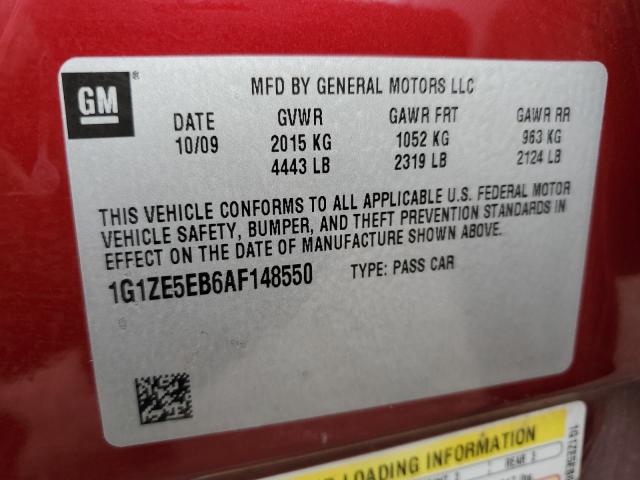 GM ®
MFD BY GENERAL MOTORS LLC
DATE GVWR GAWR FRT GAWR RR
10/09 2015 KG 1052 KG 963 KG
4443 LB 2319 LB 2124 LB
THIS VEHICLE CONFORMS TO ALL APPLICABLE U.S. FEDERAL MOTOR
VEHICLE SAFETY, BUMPER, AND THEFT PREVENTION STANDARDS IN
EFFECT ON THE DATE OF MANUFACTURE SHOWN ABOVE.
1G1ZE5EB6AF148550 TYPE: PASS CAR
LOADING INFORMATION
REAR